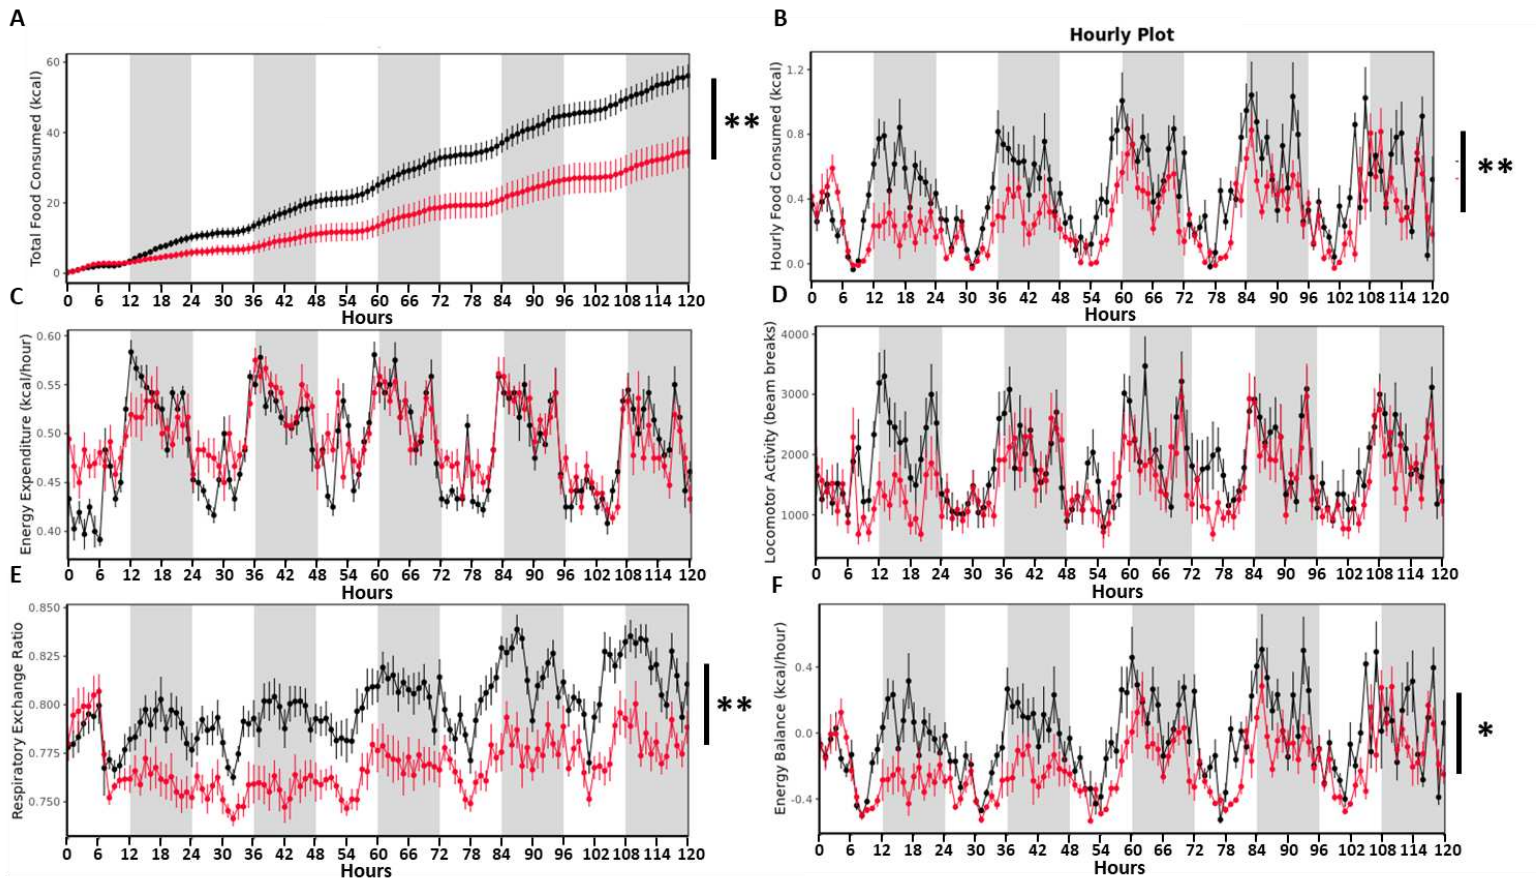 A
B
Hourly Plot
Total Food Consumed (kcal)
60
40
20
0
**
Hourly Food Consumed (kcal)
1.2
0.8
0.4
0.0
**
0 6 12 18 24 30 36 42 48 54 60 66 72 78 84 90 96 102 108 114 120
Hours
0 6 12 18 24 30 36 42 48 54 60 66 72 78 84 90 96 102 108 114 120
Hours
C
D
Energy Expenditure (kcal/hour)
0.60
0.55
0.50
0.45
0.40
Locomotor Activity (beam breaks)
4000
3000
2000
1000
0 6 12 18 24 30 36 42 48 54 60 66 72 78 84 90 96 102 108 114 120
Hours
0 6 12 18 24 30 36 42 48 54 60 66 72 78 84 90 96 102 108 114 120
Hours
E
F
Respiratory Exchange Ratio
0.850
0.825
0.800
0.775
0.750
**
Energy Balance (kcal/hour)
0.4
0.0
-0.4
*
0 6 12 18 24 30 36 42 48 54 60 66 72 78 84 90 96 102 108 114 120
Hours
0 6 12 18 24 30 36 42 48 54 60 66 72 78 84 90 96 102 108 114 120
Hours